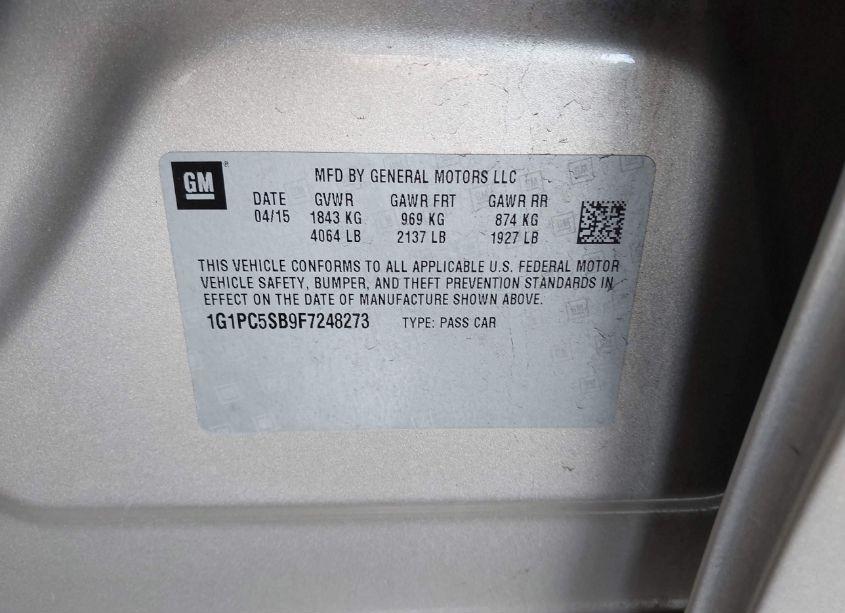 GM
MFD BY GENERAL MOTORS LLC
DATE GVWR GAWR FRT GAWR RR
04/15 1843 KG 969 KG 874 KG
4064 LB 2137 LB 1927 LB
THIS VEHICLE CONFORMS TO ALL APPLICABLE U.S. FEDERAL MOTOR
VEHICLE SAFETY, BUMPER, AND THEFT PREVENTION STANDARDS IN
EFFECT ON THE DATE OF MANUFACTURE SHOWN ABOVE.
1G1PC5SB9F7248273 TYPE: PASS CAR